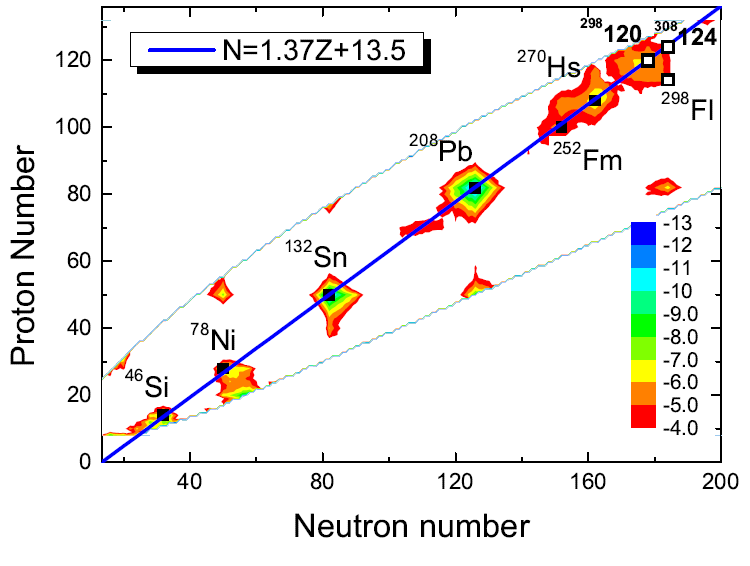 N=1.37Z+13.5
298120
308124
270Hs
298Fl
252Fm
208Pb
132Sn
78Ni
46Si
-13
-12
-11
-10
-9.0
-8.0
-7.0
-6.0
-5.0
-4.0
120
100
80
60
40
20
0
Proton Number
40
80
120
160
200
Neutron number